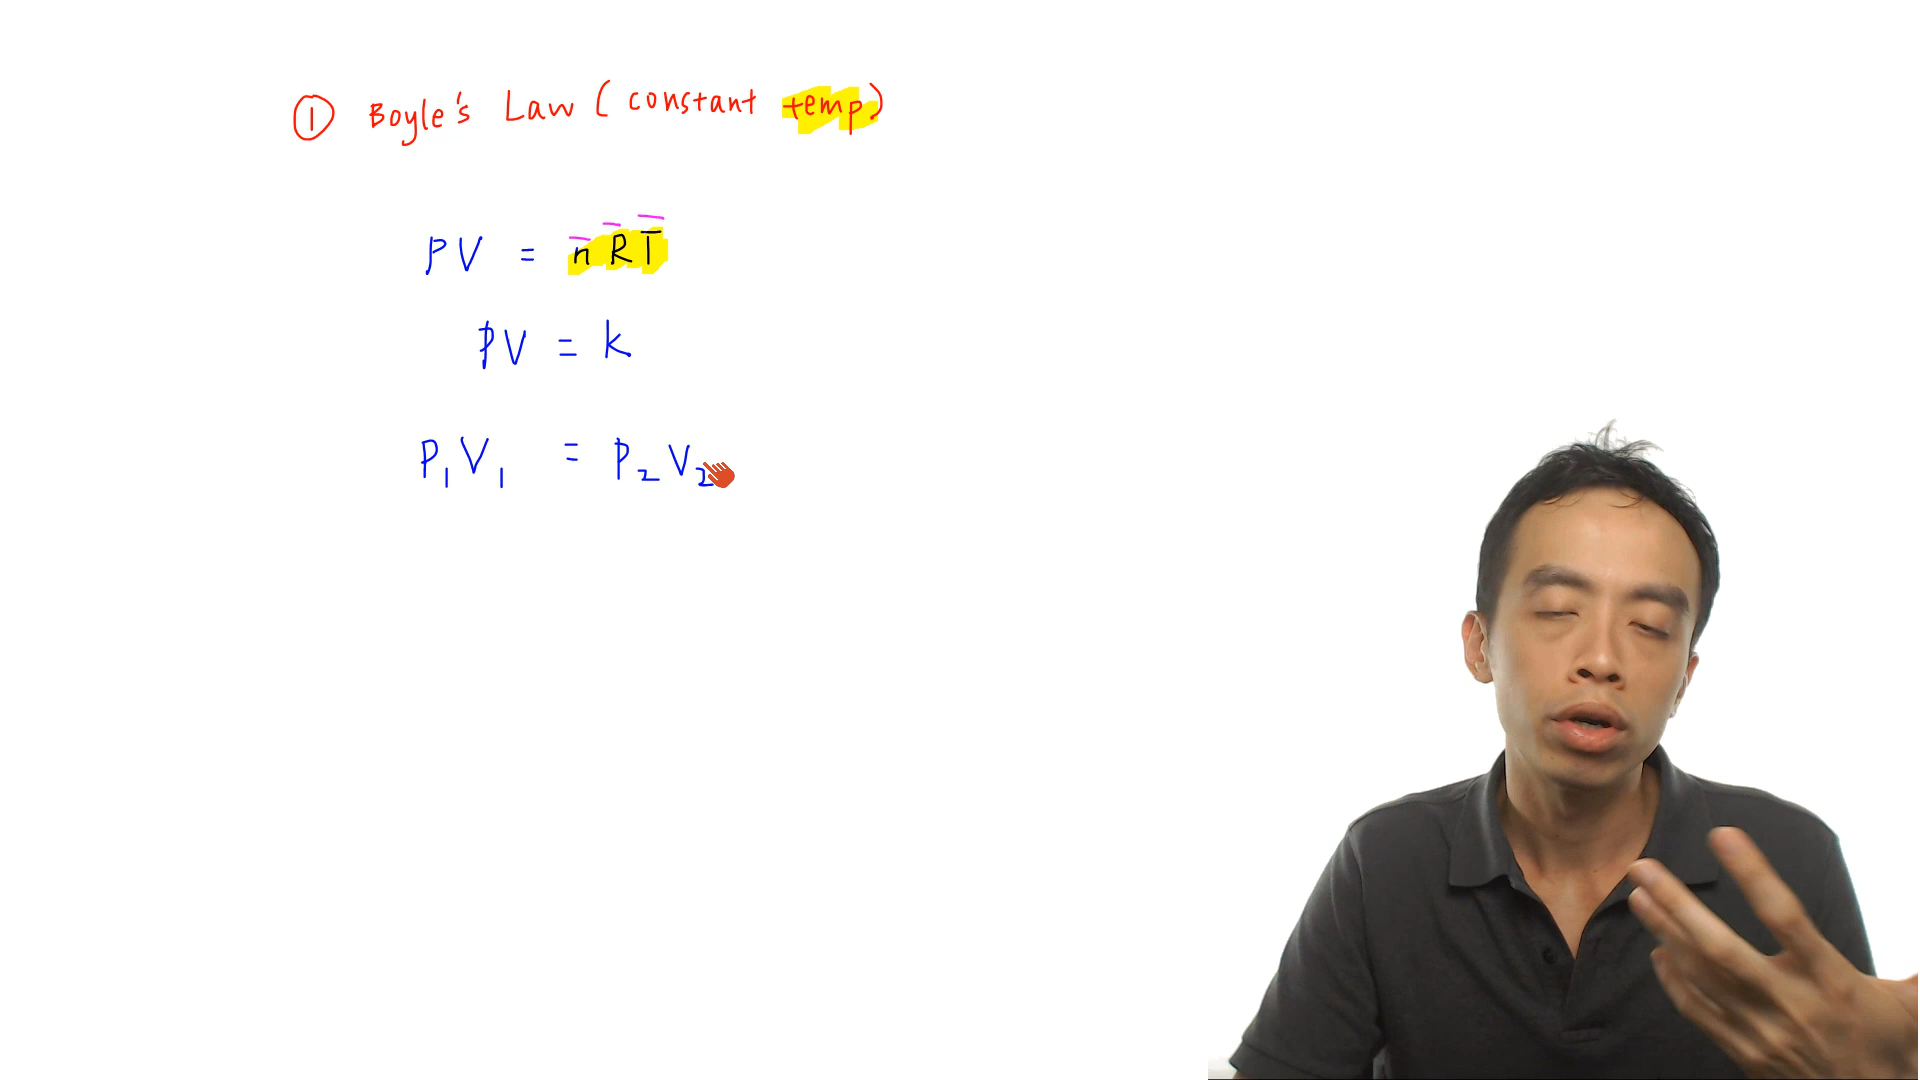 ① Boyle's Law (constant temp)
PV = nRT
PV = k
P₁V₁ = P₂V₂